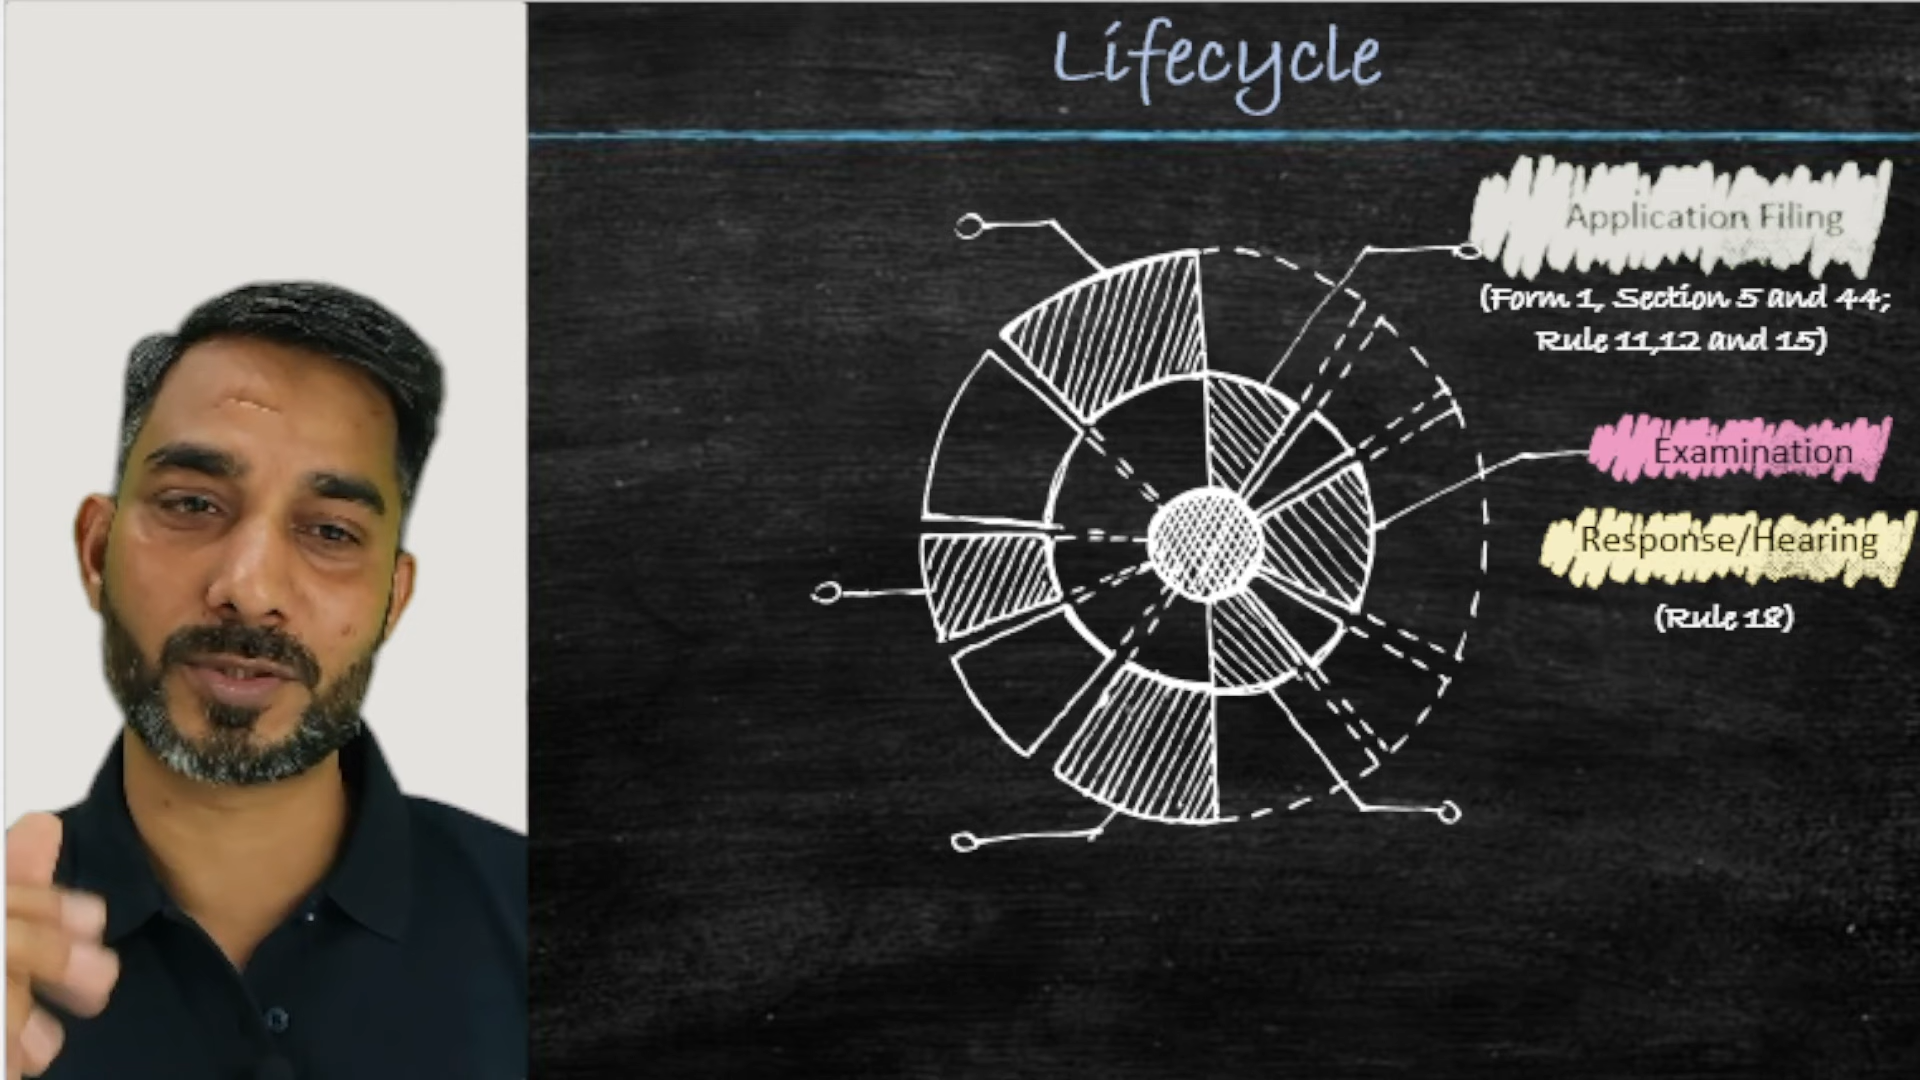 Lifecycle
Application Filing
(Form 1, Section 5 and 44;
Rule 11,12 and 15)
Examination
Response/Hearing
(Rule 18)